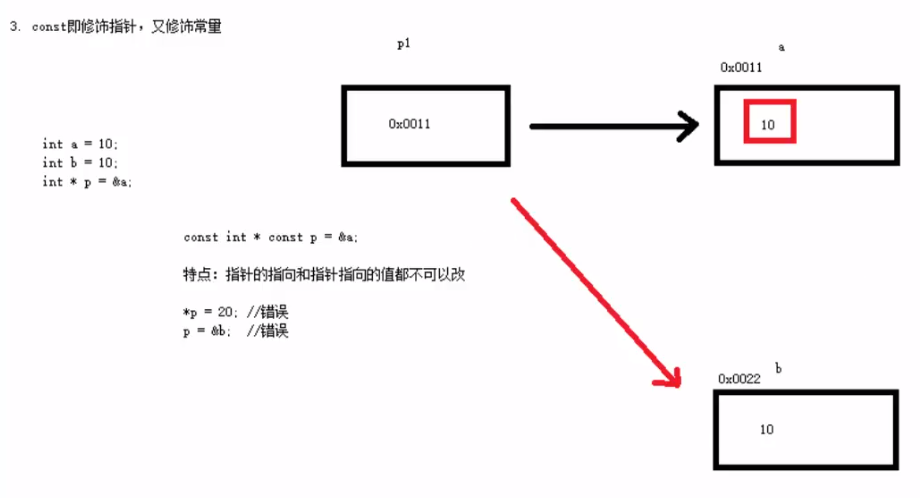 3. const即修饰指针，又修饰常量
p1
a
0x0011
0x0011
10
int a = 10;
int b = 10;
int * p = &a;
const int * const p = &a;
特点：指针的指向和指针指向的值都不可以改
*p = 20; //错误
p = &b; //错误
b
0x0022
10